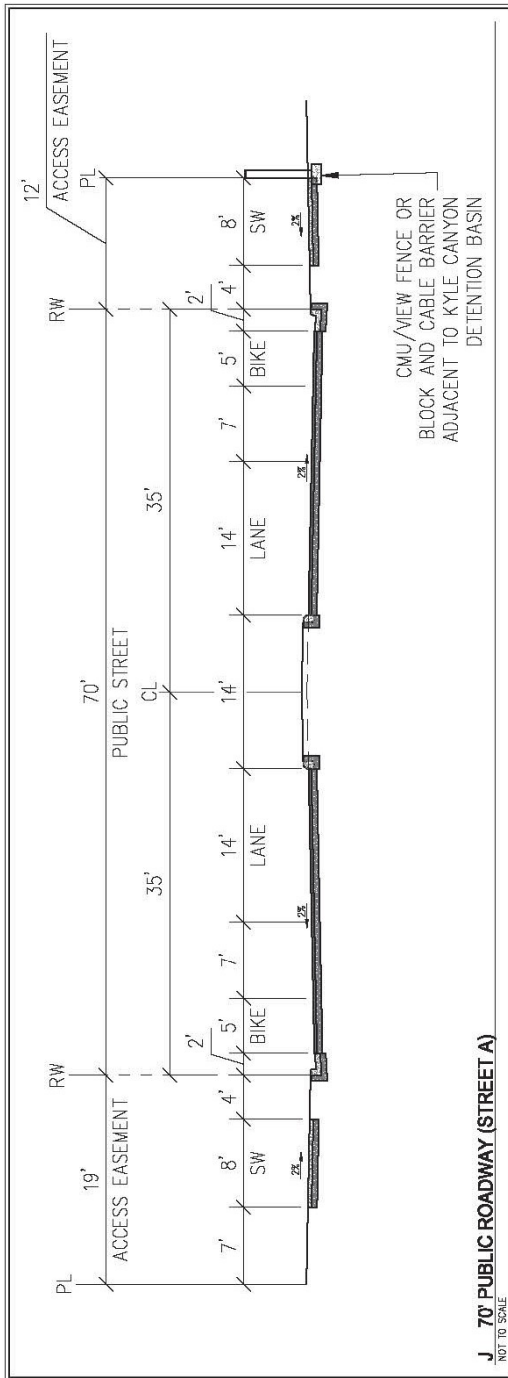 12'
ACCESS EASEMENT
70'
PUBLIC STREET
19'
ACCESS EASEMENT
PL
RW
CL
RW
PL
35'
35'
2'
2'
7'
8'
SW
4'
5'
BIKE
7'
14'
LANE
14'
14'
LANE
7'
5'
BIKE
4'
8'
SW
2%
2%
2%
2%
CMU/VIEW FENCE OR
BLOCK AND CABLE BARRIER
ADJACENT TO KYLE CANYON
DETENTION BASIN
J 70' PUBLIC ROADWAY (STREET A)
NOT TO SCALE